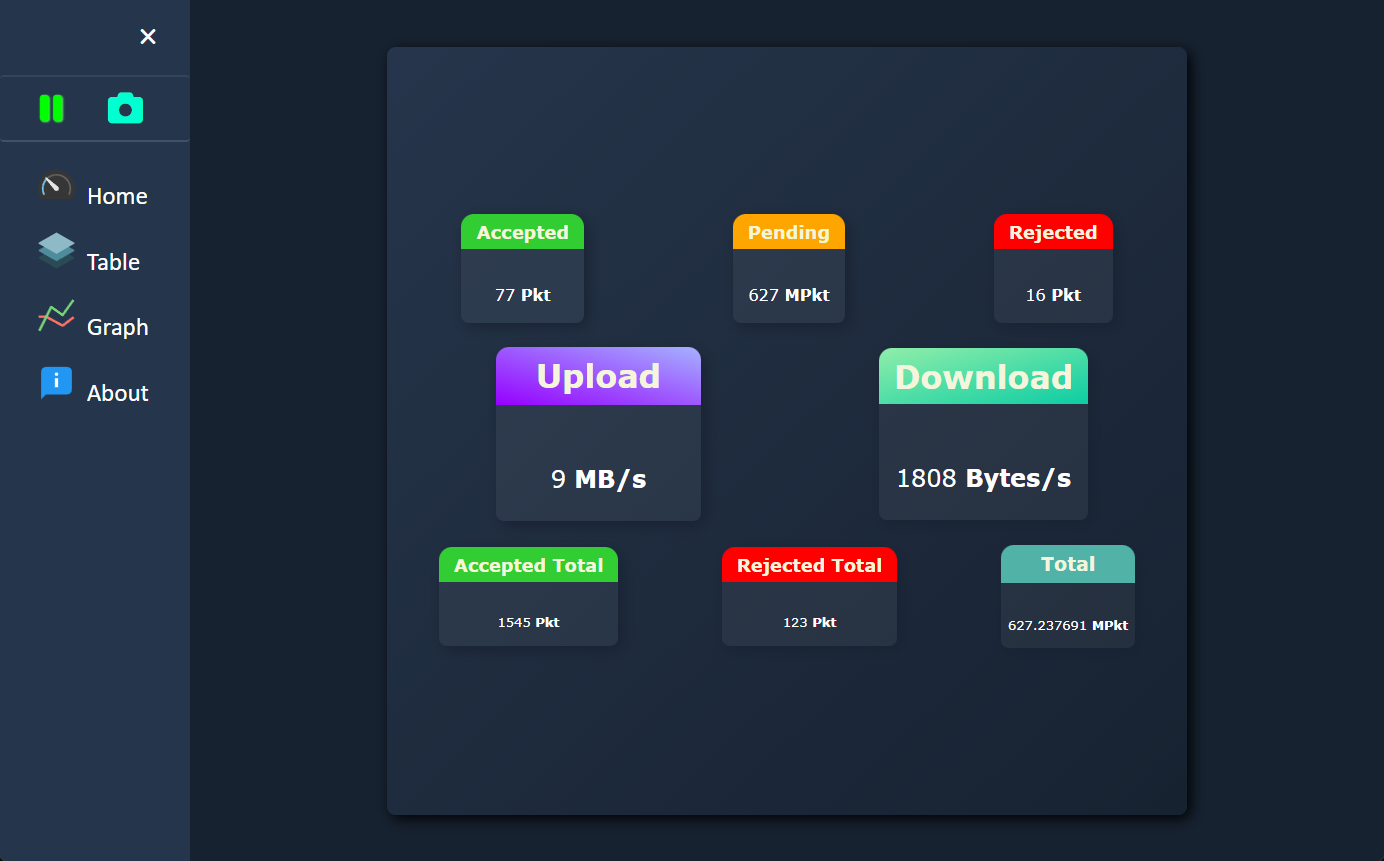 ×
Home
Table
Graph
About
Accepted
77 Pkt
Pending
627 MPkt
Rejected
16 Pkt
Upload
9 MB/s
Download
1808 Bytes/s
Accepted Total
1545 Pkt
Rejected Total
123 Pkt
Total
627.237691 MPkt